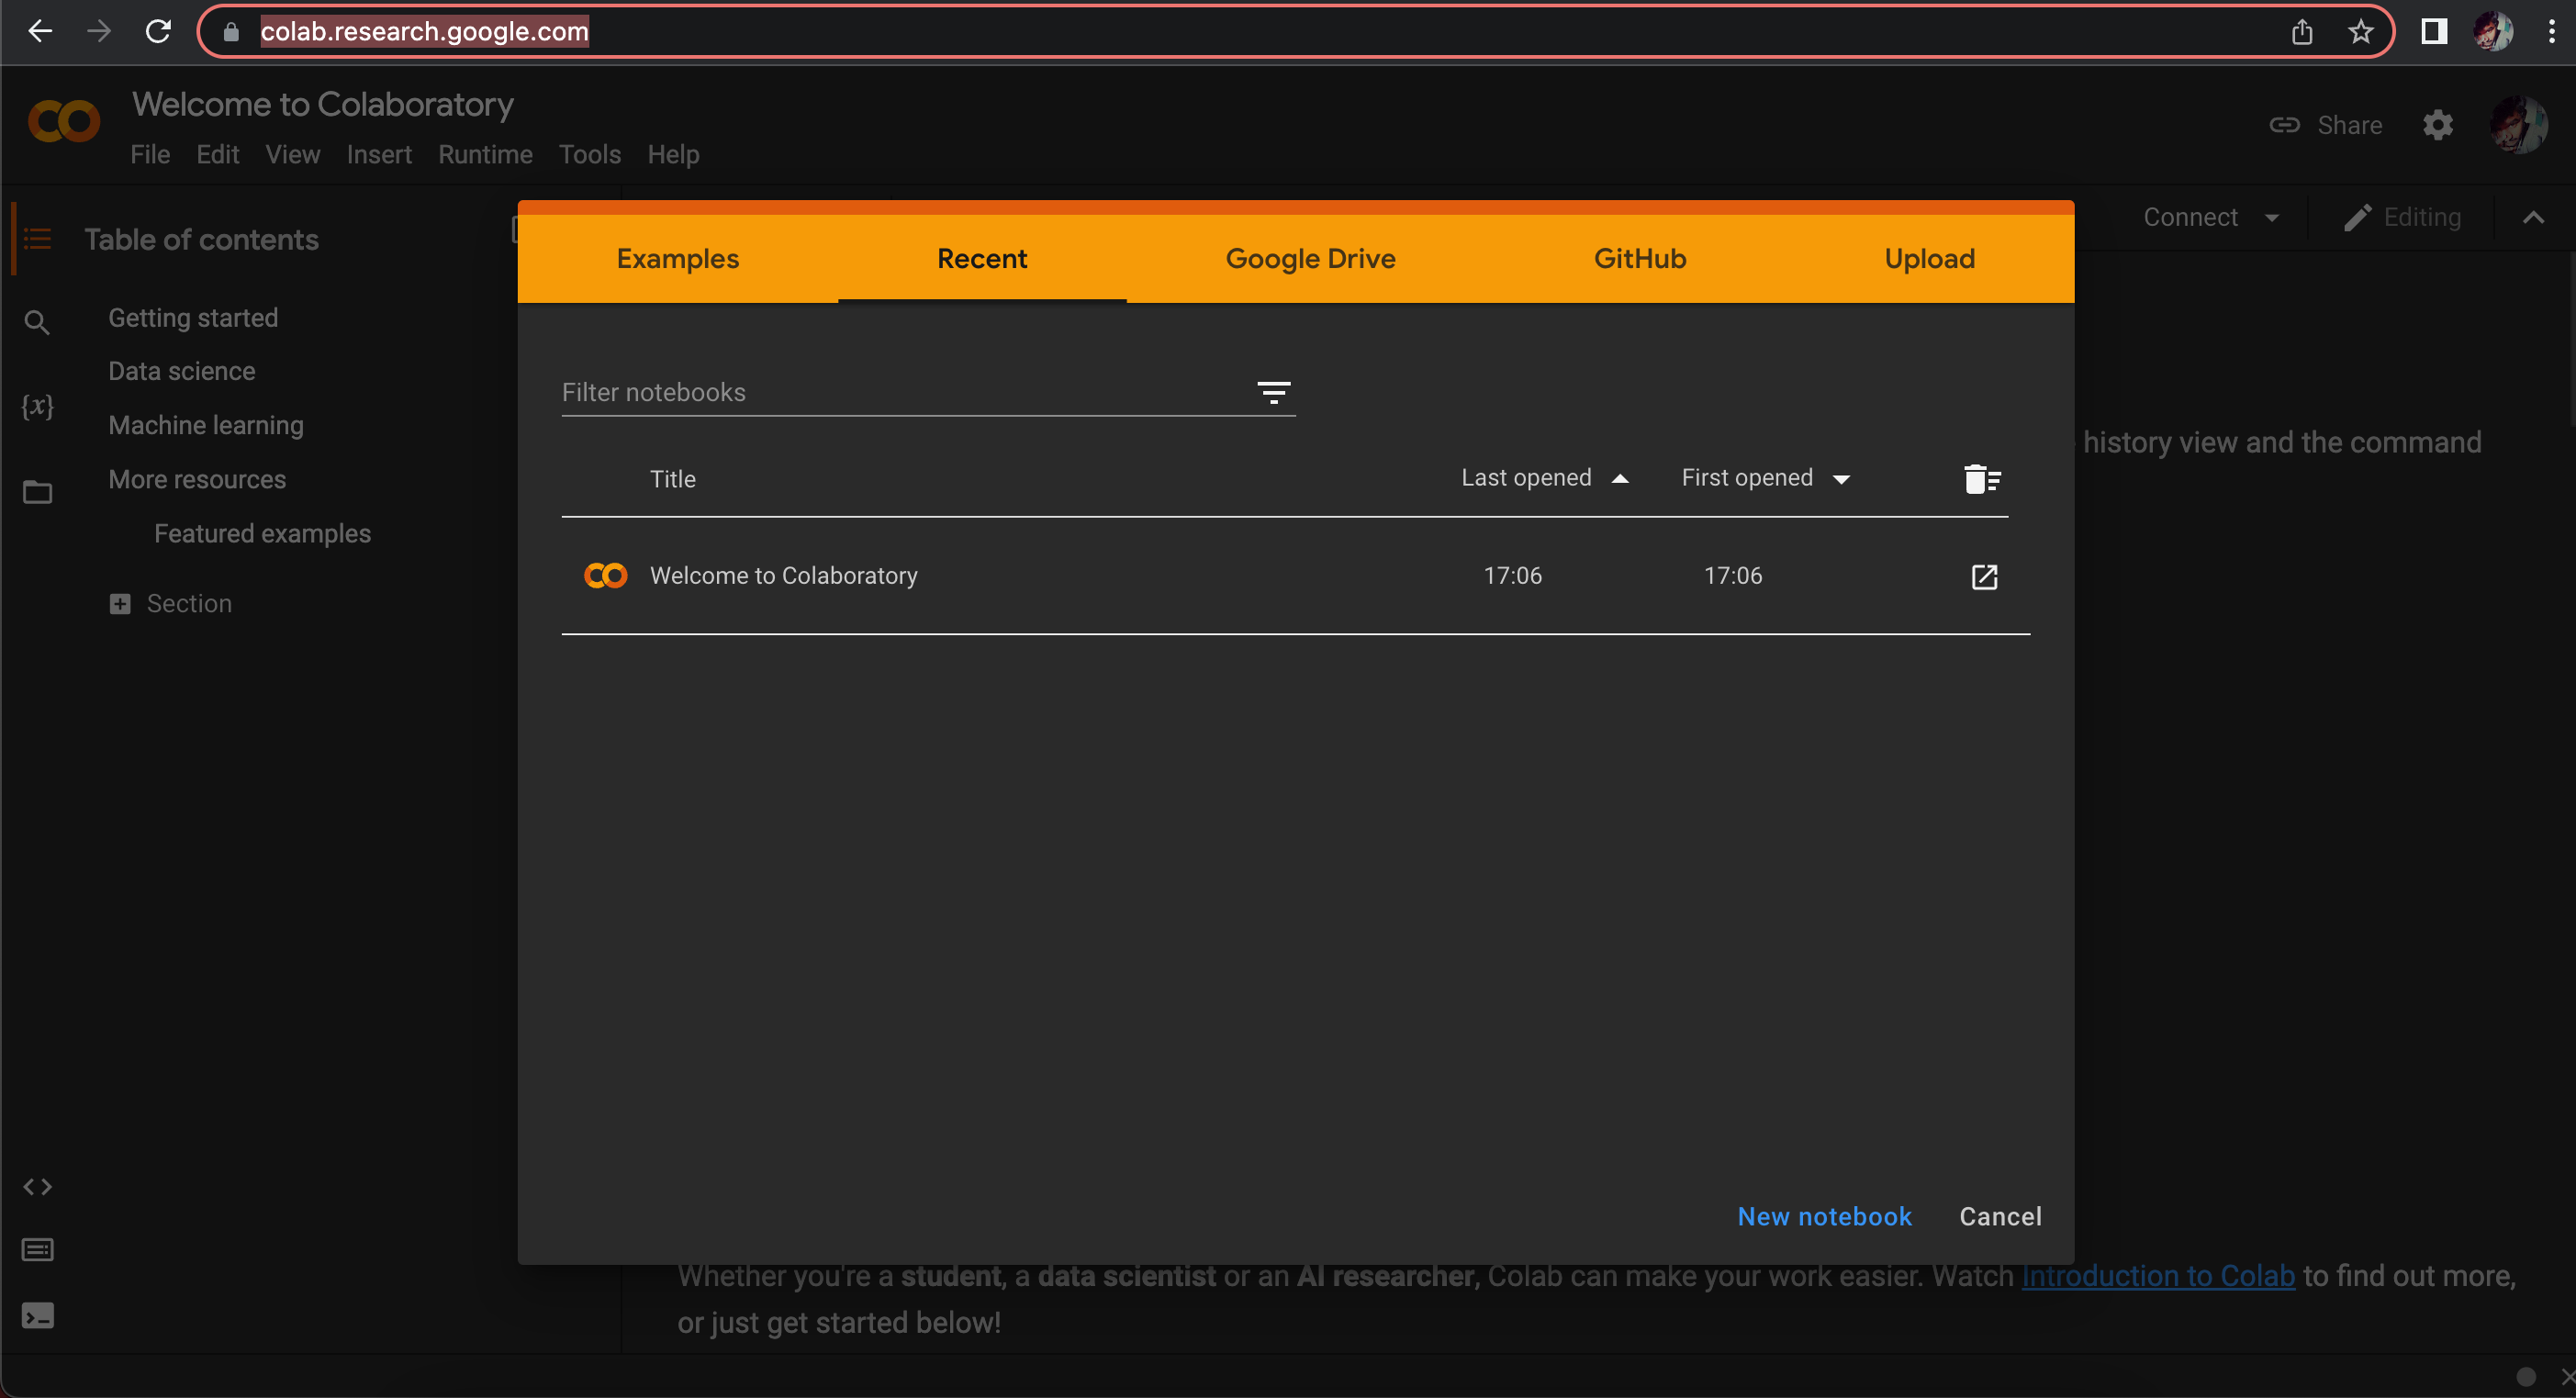 colab.research.google.com
Welcome to Colaboratory
File Edit View Insert Runtime Tools Help
Share
Connect
Editing
Table of contents
Getting started
Data science
Machine learning
More resources
Featured examples
Section
Examples Recent Google Drive GitHub Upload
Filter notebooks
Title Last opened First opened
Welcome to Colaboratory 17:06 17:06
history view and the command
New notebook Cancel
Whether you're a student, a data scientist or an AI researcher, Colab can make your work easier. Watch Introduction to Colab to find out more,
or just get started below!